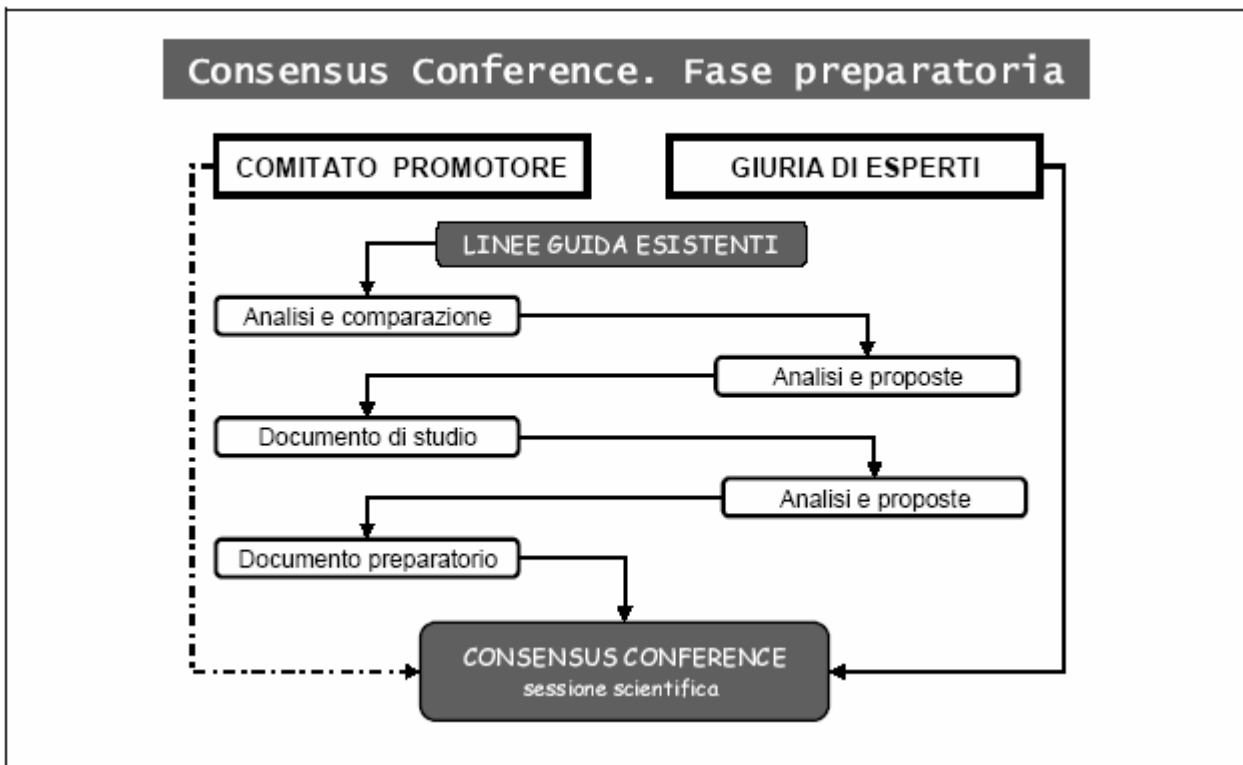 Consensus Conference. Fase preparatoria
COMITATO PROMOTORE
GIURIA DI ESPERTI
LINEE GUIDA ESISTENTI
Analisi e comparazione
Analisi e proposte
Documento di studio
Analisi e proposte
Documento preparatorio
CONSENSUS CONFERENCE
sessione scientifica